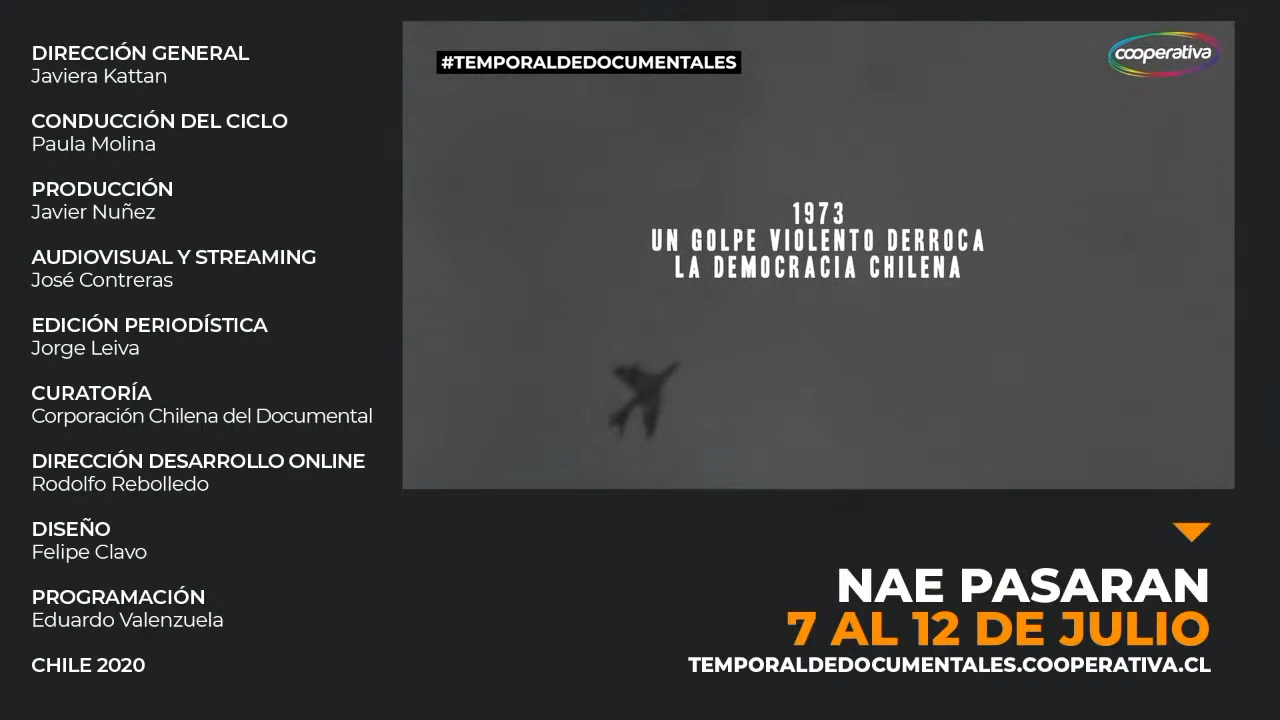 DIRECCIÓN GENERAL
Javiera Kattan
CONDUCCIÓN DEL CICLO
Paula Molina
PRODUCCIÓN
Javier Nuñez
AUDIOVISUAL Y STREAMING
José Contreras
EDICIÓN PERIODÍSTICA
Jorge Leiva
CURATORÍA
Corporación Chilena del Documental
DIRECCIÓN DESARROLLO ONLINE
Rodolfo Rebolledo
DISEÑO
Felipe Clavo
PROGRAMACIÓN
Eduardo Valenzuela
CHILE 2020
#TEMPORALDEDOCUMENTALES
cooperativa
1973
UN GOLPE VIOLENTO DERROCA
LA DEMOCRACIA CHILENA
NAE PASARAN
7 AL 12 DE JULIO
TEMPORALDEDOCUMENTALES.COOPERATIVA.CL